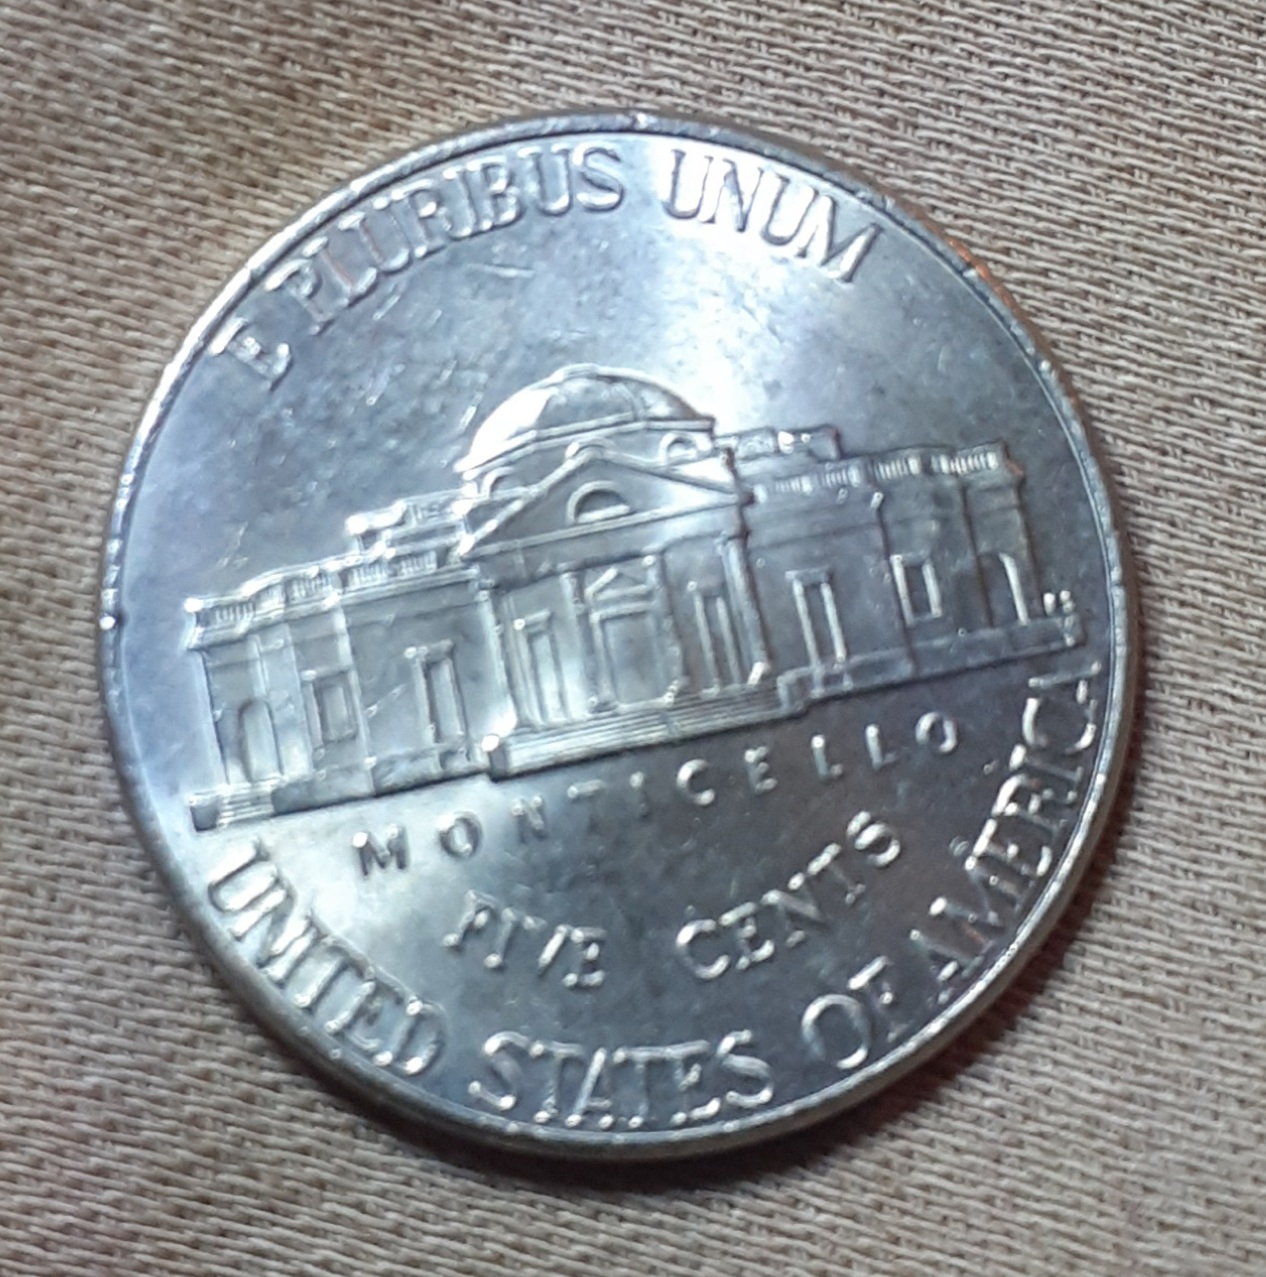 E PLURIBUS UNUM
MONTICELLO
FIVE CENTS
UNITED STATES OF AMERICA